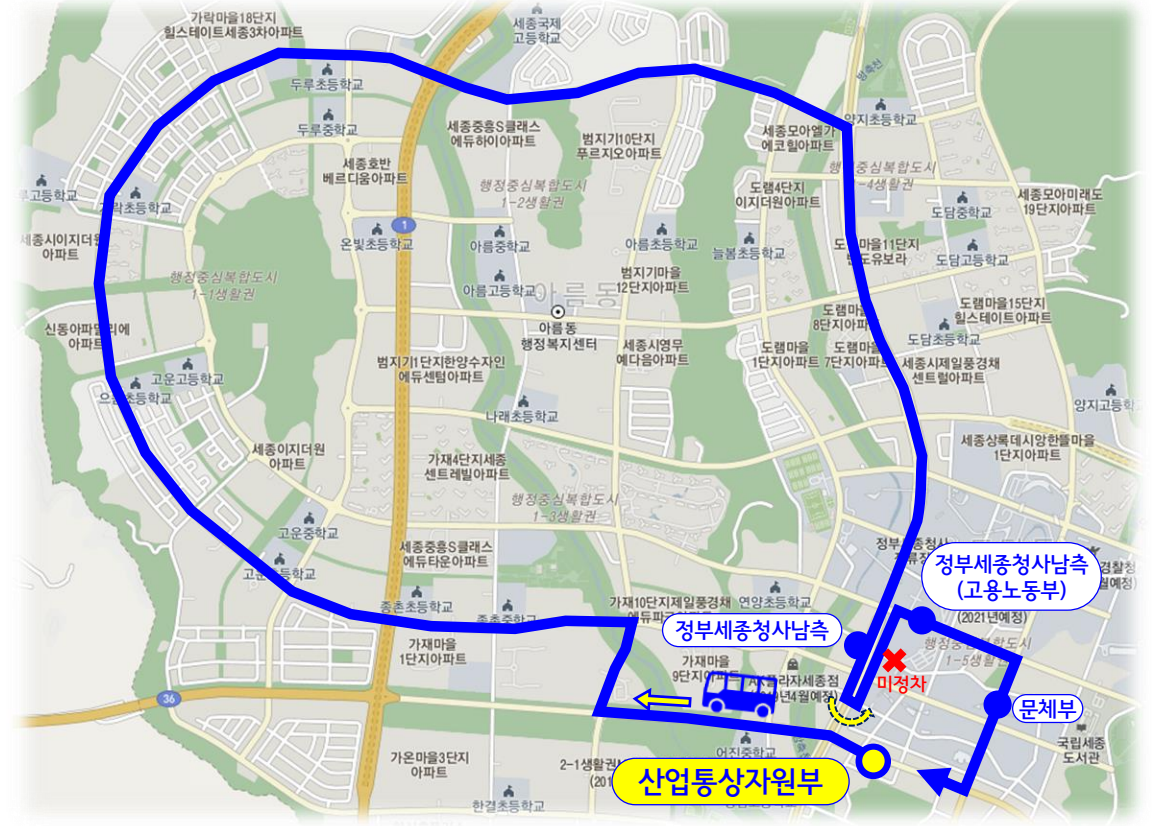 가락마을18단지
힐스테이트세종3차아파트
세종국제
고등학교
두루초등학교
두루중학교
세종중흥S클래스
에듀하이아파트
범지기10단지
푸르지오아파트
세종모아엘가
에코힐아파트
양지초등학교
방축천
세종호반
베르디움아파트
행정중심복합도시
1-2생활권
도램4단지
이지더원아파트
행정중심복합도시
-4생활권
도담중학교
세종모아미래도
19단지아파트
루고등학교
가락초등학교
1
세종시이지더원
아파트
온빛초등학교
아름중학교
아름초등학교
늘봄초등학교
도담고등학교
행정중심복합도시
1-1생활권
아름고등학교
아름동
범지기마을
12단지아파트
아름동
행정복지센터
도램마을15단지
힐스테이트아파트
도담초등학교
신동아파밀리에
아파트
범지기1단지한양수자인
에듀센텀아파트
세종시영무
예다음아파트
도램마을
1단지아파트
도램마을
7단지아파트
8단지아파트
세종시제일풍경채
센트럴아파트
고운고등학교
양지고등학교
나래초등학교
세종이지더원
아파트
가재4단지세종
센트레빌아파트
세종상록데시앙한뜰마을
1단지아파트
행정중심복합도시
1-3생활권
고운중학교
세종중흥S클래스
에듀타운아파트
정부세종청사남측
(고용노동부)
(2021년예정)
종촌초등학교
종촌중학교
가재10단지제일풍경채
연양초등학교
정부세종청사남측
행정중심복합도시
1-5생활권
가재마을
1단지아파트
가재마을
9단지아파트
미정차
문체부
36
국립세종
도서관
가온마을3단지
아파트
어진중학교
2-1생활권
산업통상자원부
한결초등학교